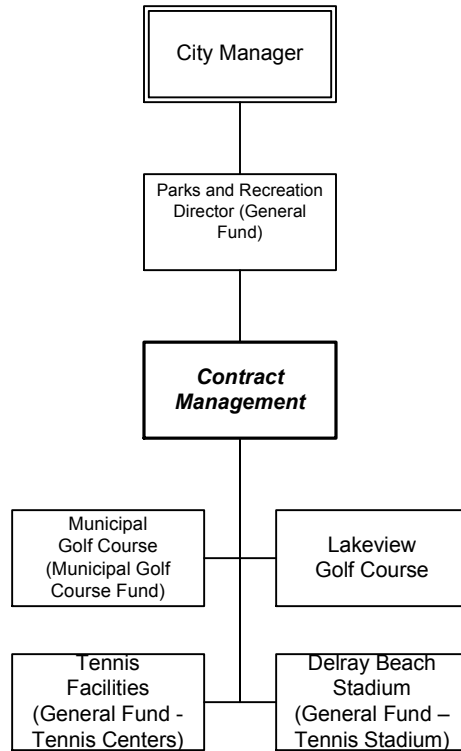 City Manager
Parks and Recreation
Director (General
Fund)
Contract
Management
Municipal
Golf Course
(Municipal Golf
Course Fund)
Lakeview
Golf Course
Tennis
Facilities
(General Fund -
Tennis Centers)
Delray Beach
Stadium
(General Fund –
Tennis Stadium)